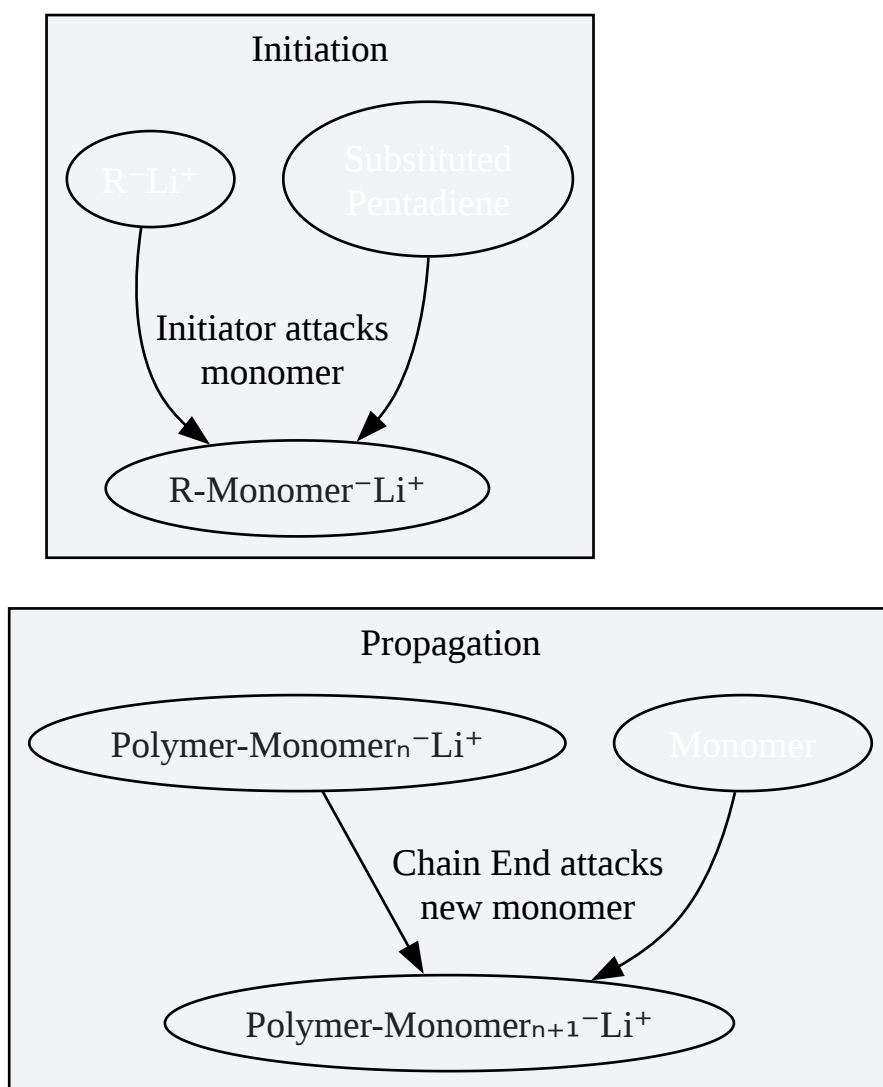 Initiation
R⁻Li⁺
Substituted
Pentadiene
Initiator attacks
monomer
R-Monomer⁻Li⁺
Propagation
Polymer-Monomerₙ⁻Li⁺
Monomer
Chain End attacks
new monomer
Polymer-Monomerₙ₊₁⁻Li⁺